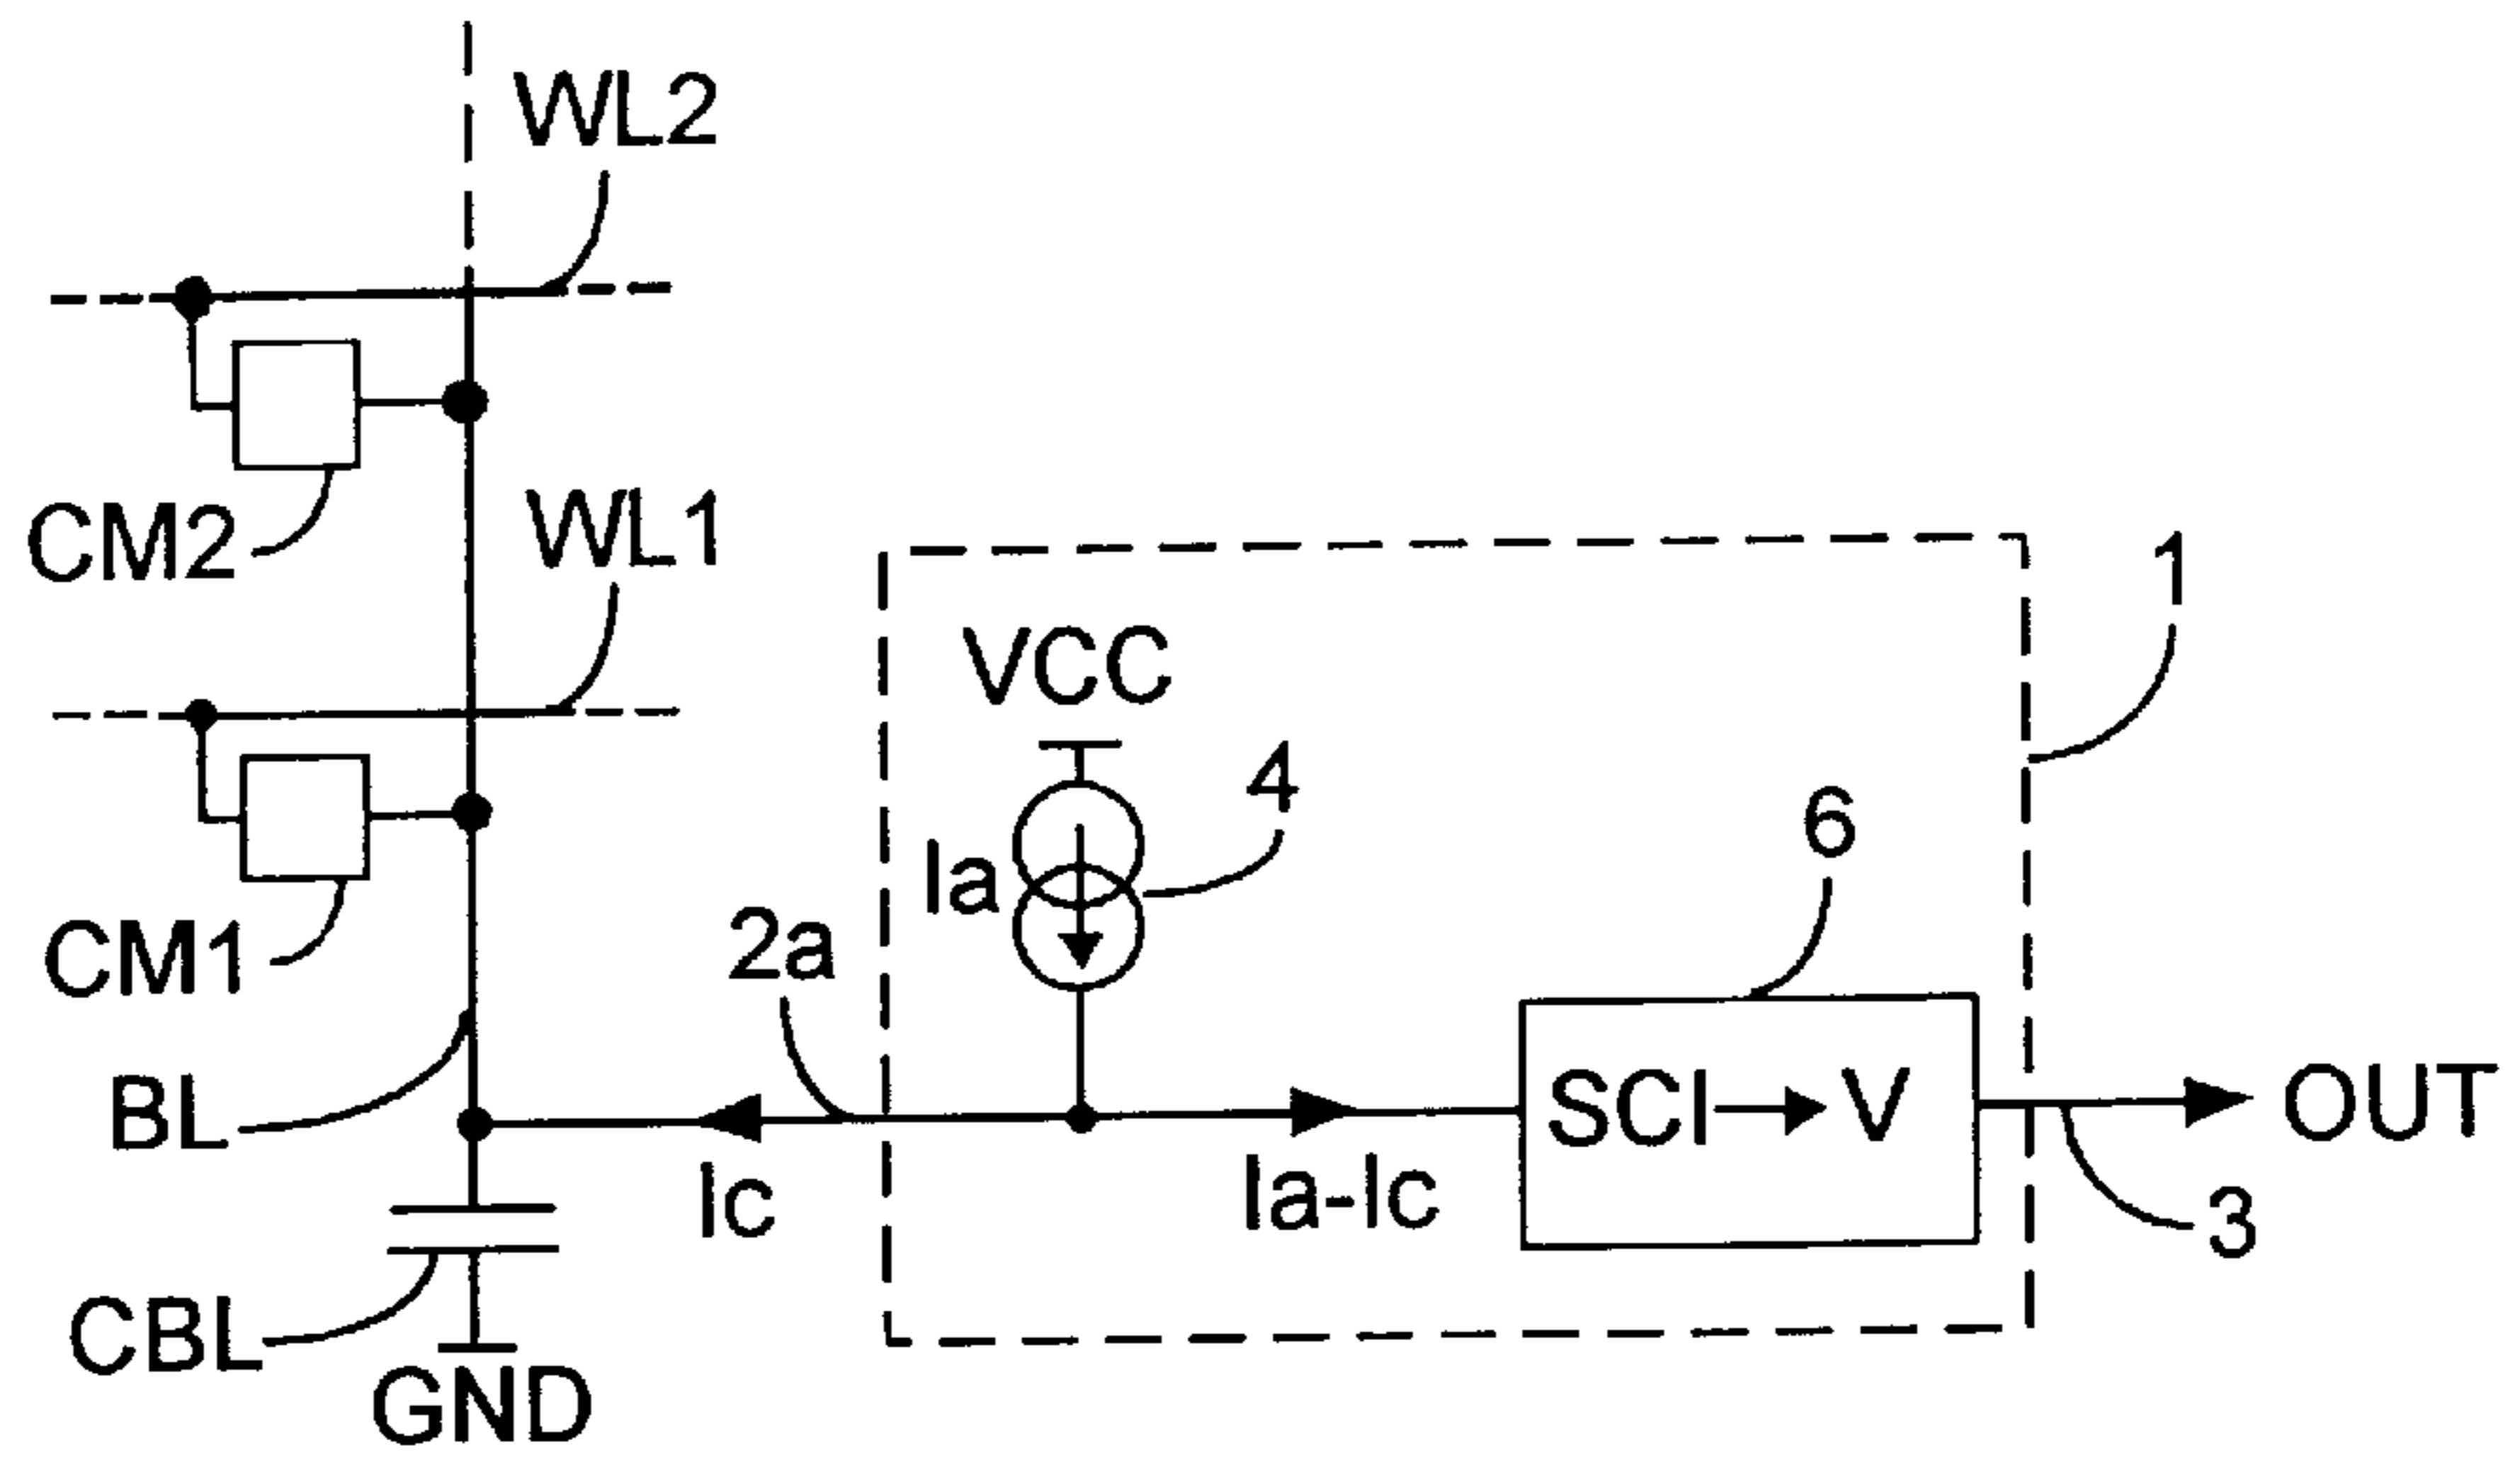 WL2
CM2
WL1
1
VCC
4
6
Ia
2a
CM1
BL
SCI → V
OUT
Ic
Ia-Ic
3
CBL
GND